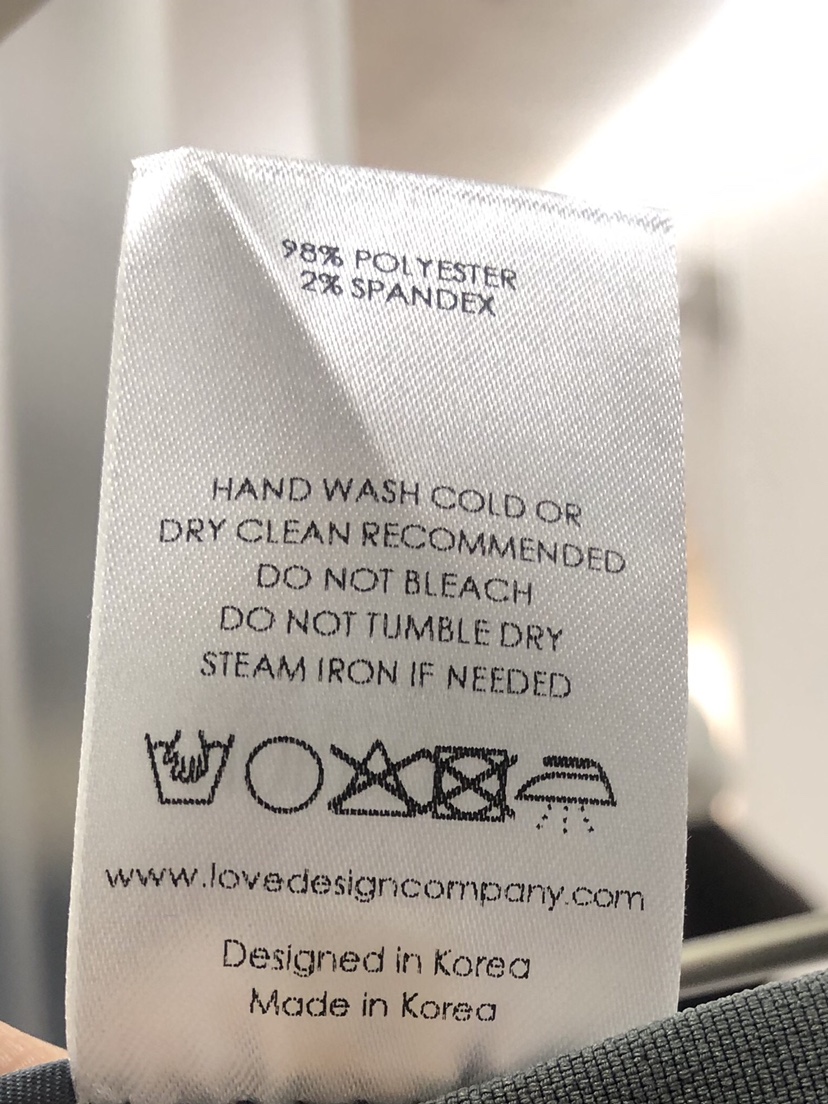 98% POLYESTER
2% SPANDEX
HAND WASH COLD OR
DRY CLEAN RECOMMENDED
DO NOT BLEACH
DO NOT TUMBLE DRY
STEAM IRON IF NEEDED
www.lovedesigncompany.com
Designed in Korea
Made in Korea